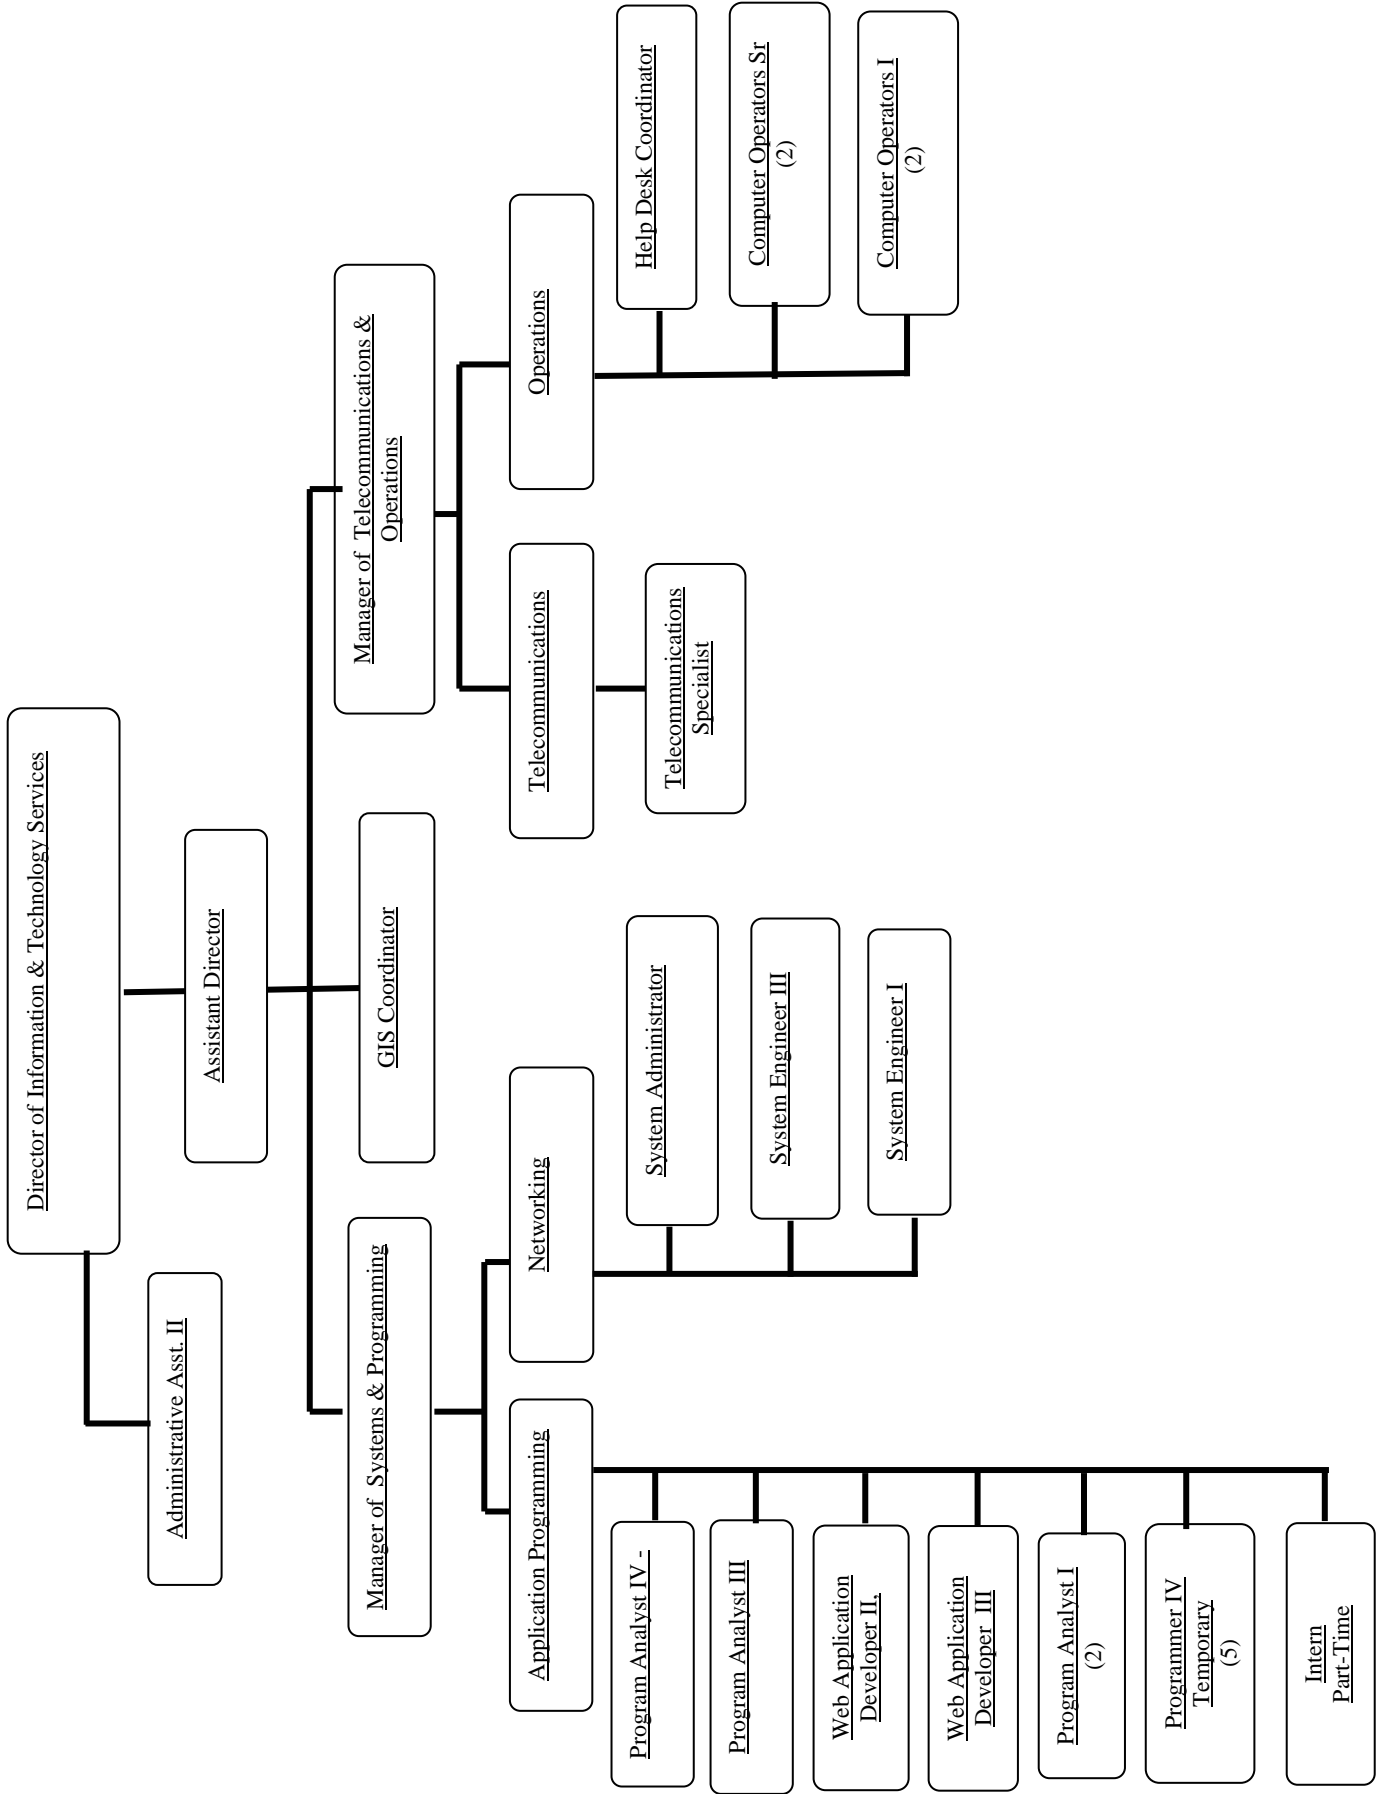 Director of Information & Technology Services
Administrative Asst. II
Assistant Director
Manager of Systems & Programming
GIS Coordinator
Manager of Telecommunications &
Operations
Application Programming
Networking
Telecommunications
Operations
Program Analyst IV -
Program Analyst III
Web Application
Developer II,
Web Application
Developer III
Program Analyst I
(2)
Programmer IV
Temporary
(5)
Intern
Part-Time
System Administrator
System Engineer III
System Engineer I
Telecommunications
Specialist
Help Desk Coordinator
Computer Operators Sr
(2)
Computer Operators I
(2)